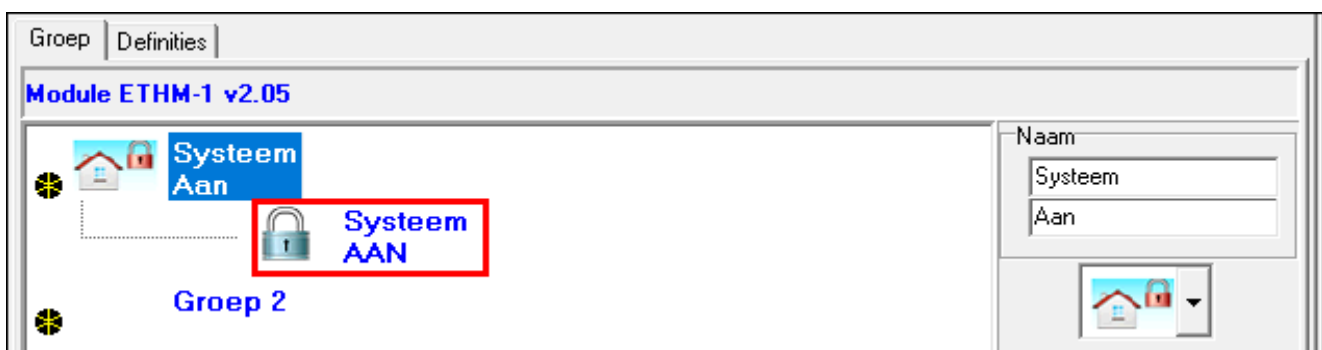 Groep Definities
Module ETHM-1 v2.05
Systeem
Aan
Systeem
AAN
Groep 2
Naam
Systeem
Aan